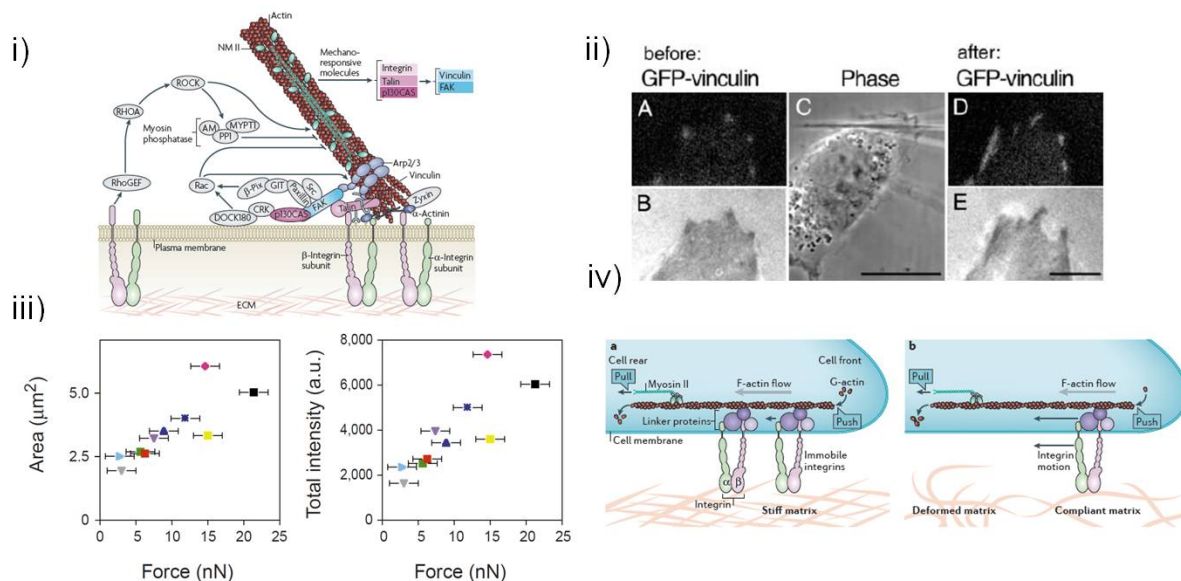 i)
Actin
NM II
Mechano-
responsive
molecules
Integrin
Talin
p130CAS
Vinculin
FAK
ROCK
RHOA
Myosin
phosphatase
AM
MYPT1
PP1
Arp2/3
Vinculin
RhoGEF
Rac
β-Pix
GIT
Paxillin
Src
FAK
Talin
Zyxin
α-Actinin
DOCK180
CRK
p130CAS
Plasma membrane
β-Integrin
subunit
α-Integrin
subunit
ECM
ii)
before:
GFP-vinculin
Phase
after:
GFP-vinculin
A
C
D
B
E
iii)
Area (μm²)
5.0
2.5
0
0 5 10 15 20 25
Force (nN)
Total intensity (a.u.)
8,000
6,000
4,000
2,000
0
0 5 10 15 20 25
Force (nN)
iv)
a
Cell rear
Cell front
Pull
Myosin II
F-actin flow
G-actin
Push
Linker proteins
Cell membrane
Immobile
integrins
α β
Integrin
Stiff matrix
b
Pull
F-actin flow
Push
Integrin
motion
Deformed matrix
Compliant matrix